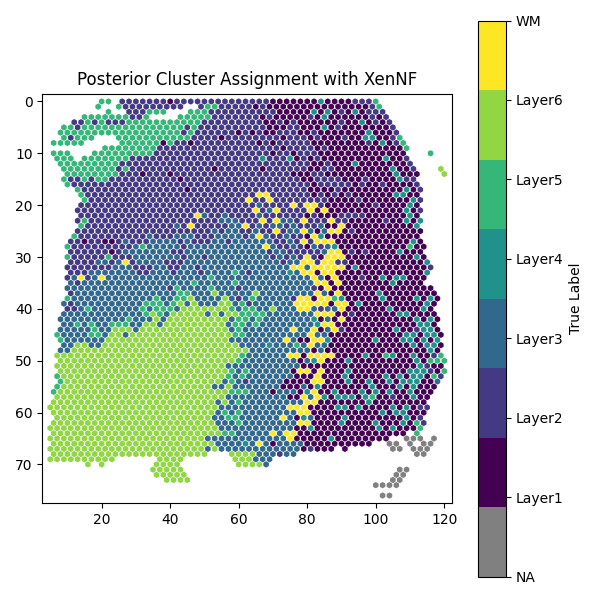 Posterior Cluster Assignment with XenNF
0
10
20
30
40
50
60
70
20
40
60
80
100
120
WM
Layer6
Layer5
Layer4
Layer3
Layer2
Layer1
NA
True Label